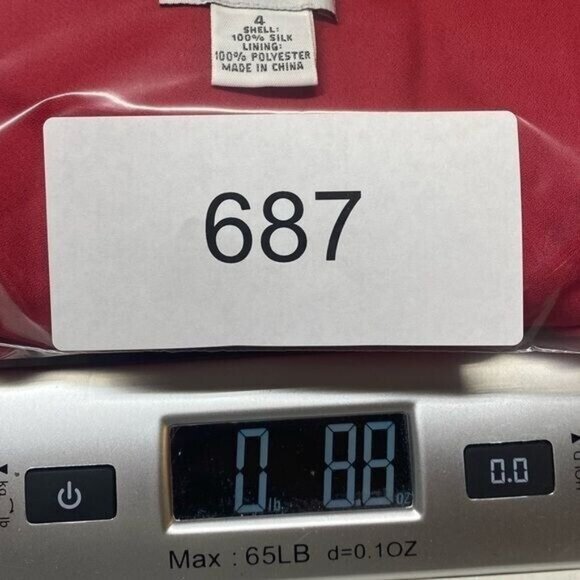 4
SHELL:
100% SILK
LINING:
100% POLYESTER
MADE IN CHINA
687
0 lb. 8.8 oz
0.0
kg
lb
Max : 65LB d=0.1OZ